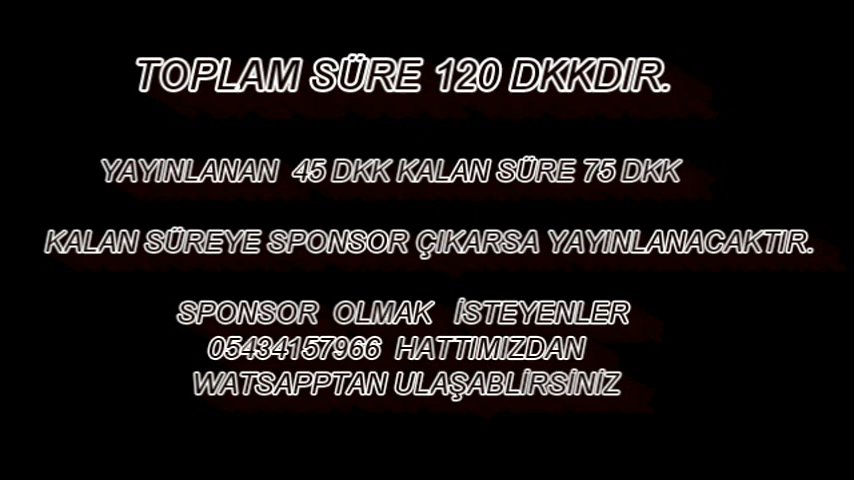 TOPLAM SÜRE 120 DKKDIR.
YAYINLANAN 45 DKK KALAN SÜRE 75 DKK
KALAN SÜREYE SPONSOR ÇIKARSA YAYINLANACAKTIR.
SPONSOR OLMAK İSTEYENLER
05434157966 HATTIMIZDAN
WATSAPPTAN ULAŞABLİRSİNİZ